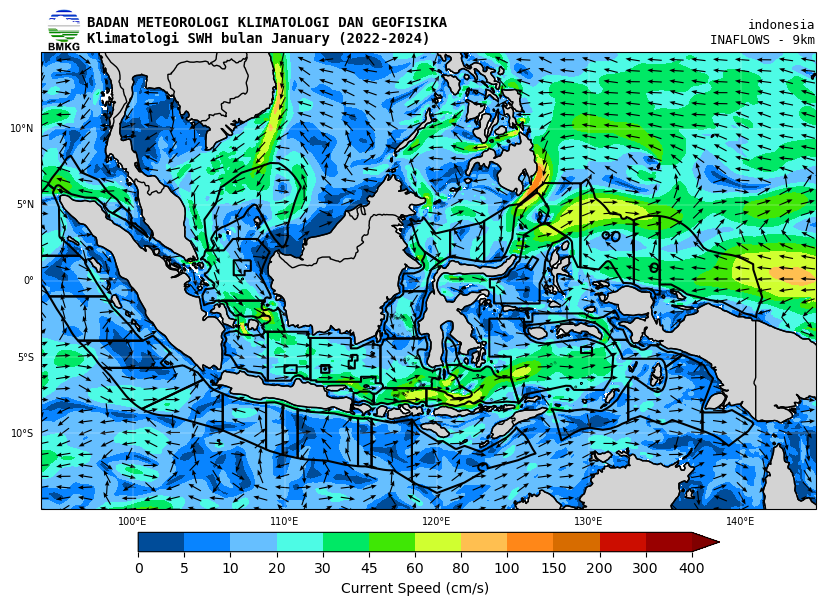 BADAN METEOROLOGI KLIMATOLOGI DAN GEOFISIKA
Klimatologi SWH bulan January (2022-2024)
BMKG
indonesia
INAFLOWS - 9km
10°N
5°N
0°
5°S
10°S
100°E 110°E 120°E 130°E 140°E
0 5 10 20 30 45 60 80 100 150 200 300 400
Current Speed (cm/s)